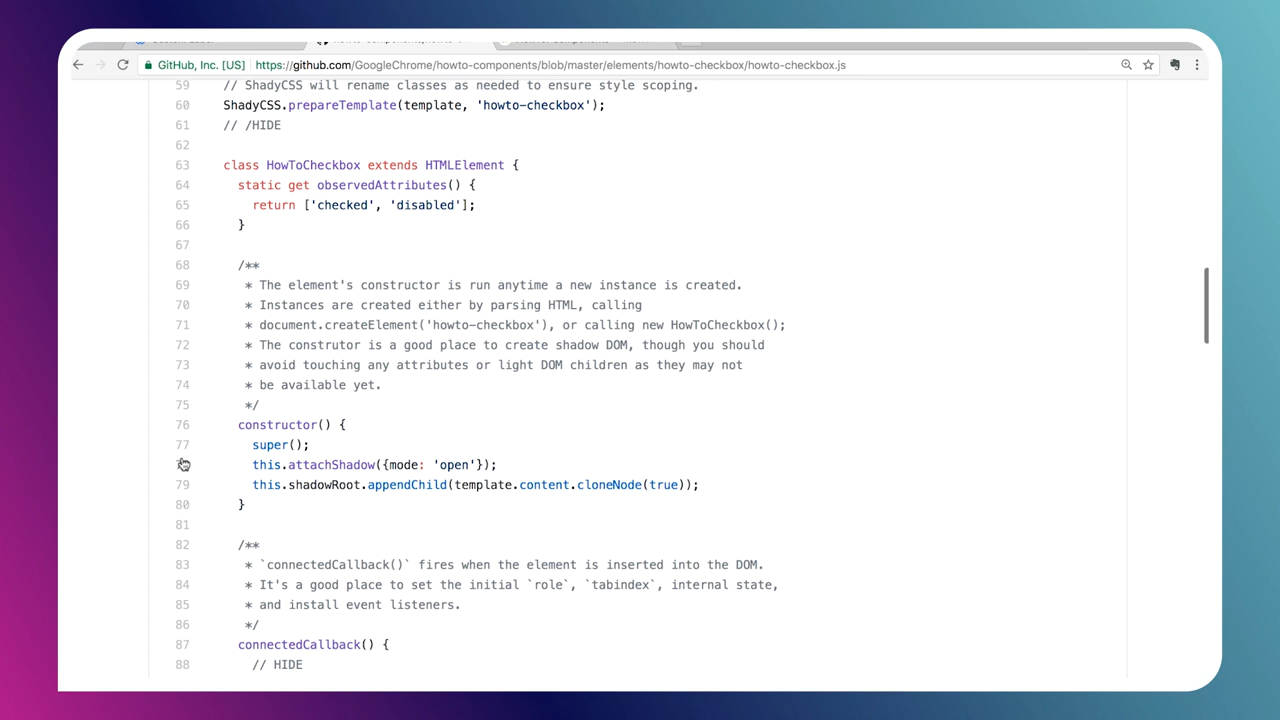 GitHub, Inc. [US] https://github.com/GoogleChrome/howto-components/blob/master/elements/howto-checkbox/howto-checkbox.js
59 // ShadyCSS will rename classes as needed to ensure style scoping.
60 ShadyCSS.prepareTemplate(template, 'howto-checkbox');
61 // /HIDE
62
63 class HowToCheckbox extends HTMLElement {
64 static get observedAttributes() {
65 return ['checked', 'disabled'];
66 }
67
68 /**
69 * The element's constructor is run anytime a new instance is created.
70 * Instances are created either by parsing HTML, calling
71 * document.createElement('howto-checkbox'), or calling new HowToCheckbox();
72 * The construtor is a good place to create shadow DOM, though you should
73 * avoid touching any attributes or light DOM children as they may not
74 * be available yet.
75 */
76 constructor() {
77 super();
this.attachShadow({mode: 'open'});
79 this.shadowRoot.appendChild(template.content.cloneNode(true));
80 }
81
82 /**
83 * `connectedCallback()` fires when the element is inserted into the DOM.
84 * It's a good place to set the initial `role`, `tabindex`, internal state,
85 * and install event listeners.
86 */
87 connectedCallback() {
88 // HIDE